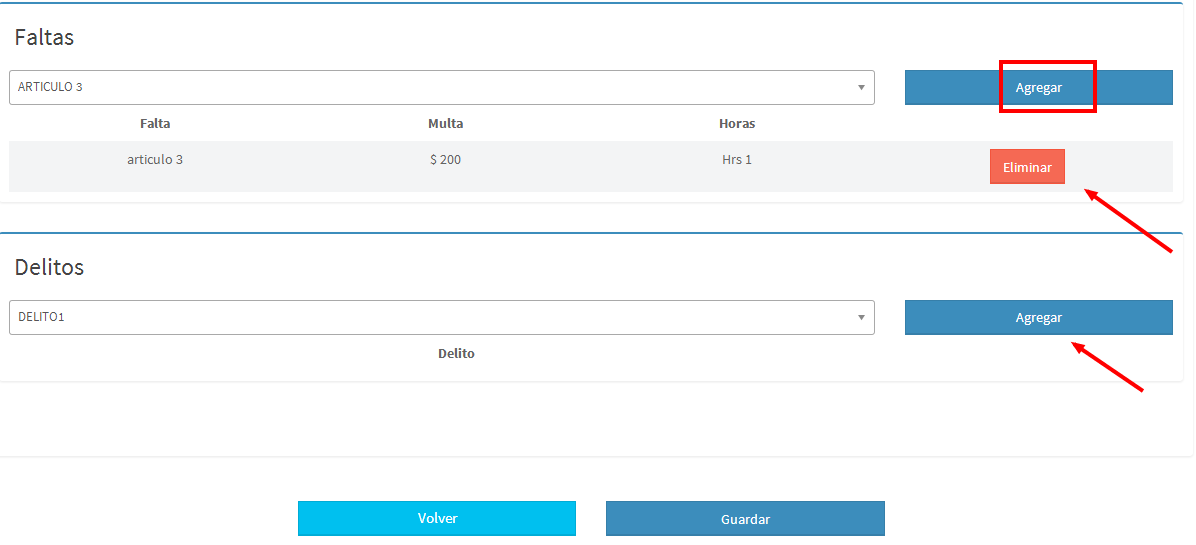 Faltas
ARTICULO 3 Agregar
Falta Multa Horas
articulo 3 $ 200 Hrs 1 Eliminar
Delitos
DELITO1 Agregar
Delito
Volver Guardar